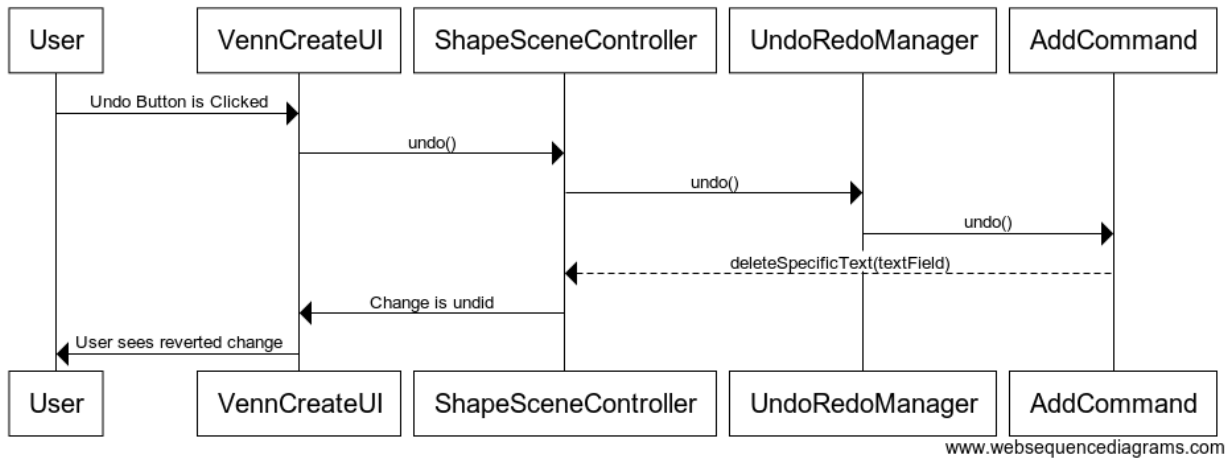 User VennCreateUI ShapeSceneController UndoRedoManager AddCommand
Undo Button is Clicked
undo()
undo()
undo()
deleteSpecificText(textField)
Change is undid
User sees reverted change
User VennCreateUI ShapeSceneController UndoRedoManager AddCommand
www.websequencediagrams.com